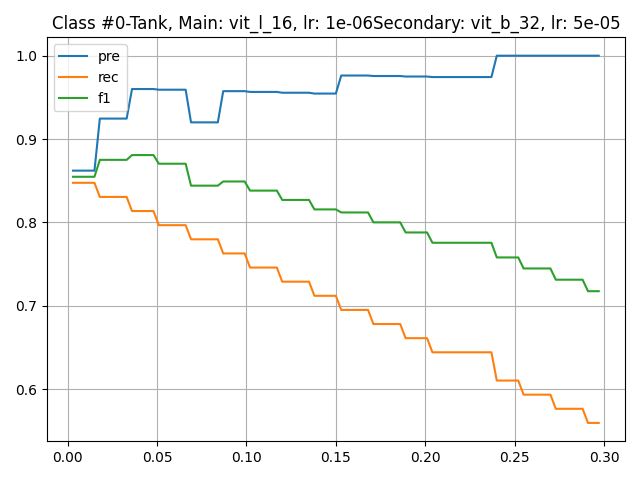 Class #0-Tank, Main: vit_l_16, lr: 1e-06Secondary: vit_b_32, lr: 5e-05
pre
rec
f1
1.0
0.9
0.8
0.7
0.6
0.00 0.05 0.10 0.15 0.20 0.25 0.30